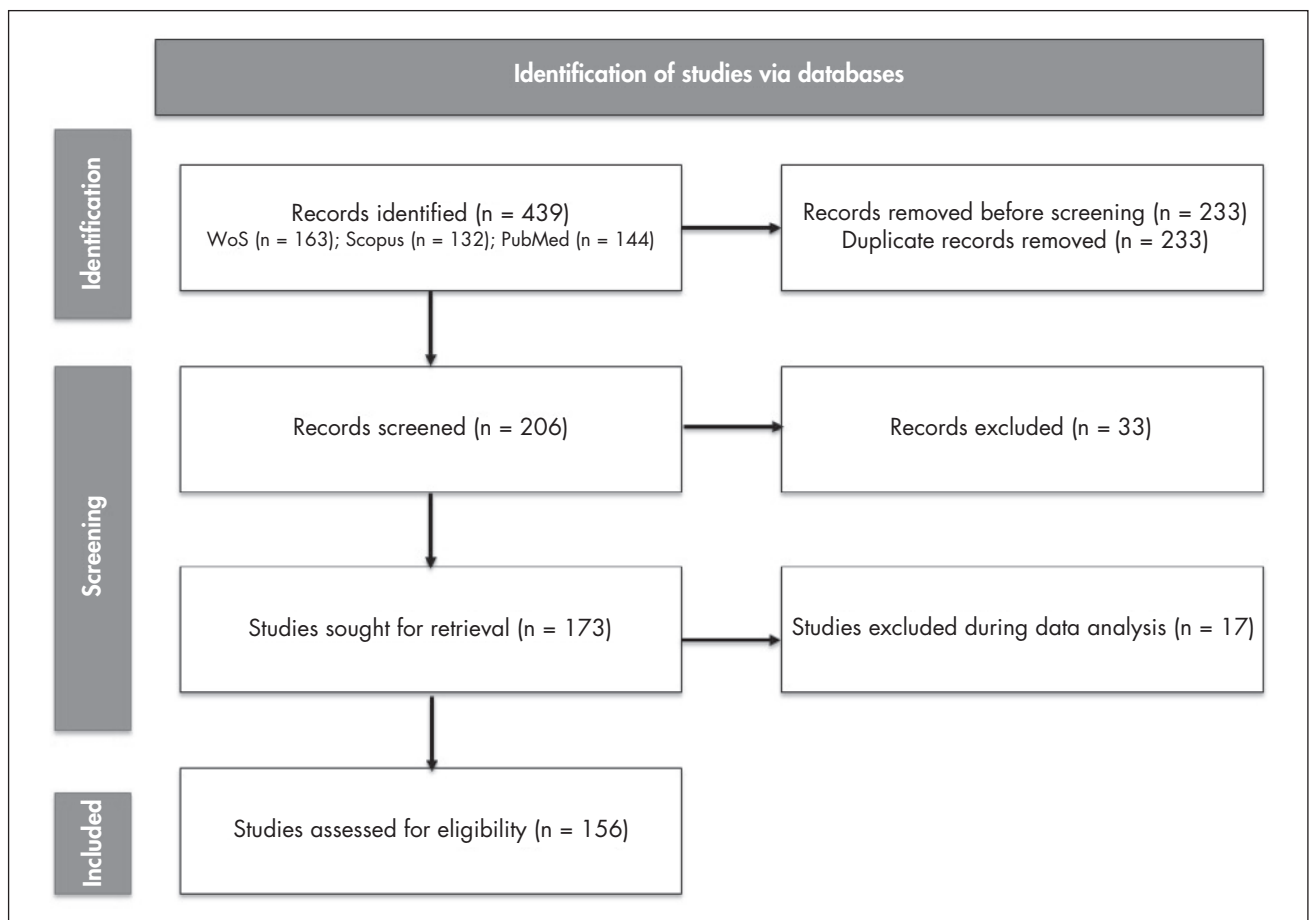 Identification of studies via databases
Identification
Records identified (n = 439)
WoS (n = 163); Scopus (n = 132); PubMed (n = 144)
Records removed before screening (n = 233)
Duplicate records removed (n = 233)
Screening
Records screened (n = 206)
Records excluded (n = 33)
Studies sought for retrieval (n = 173)
Studies excluded during data analysis (n = 17)
Included
Studies assessed for eligibility (n = 156)